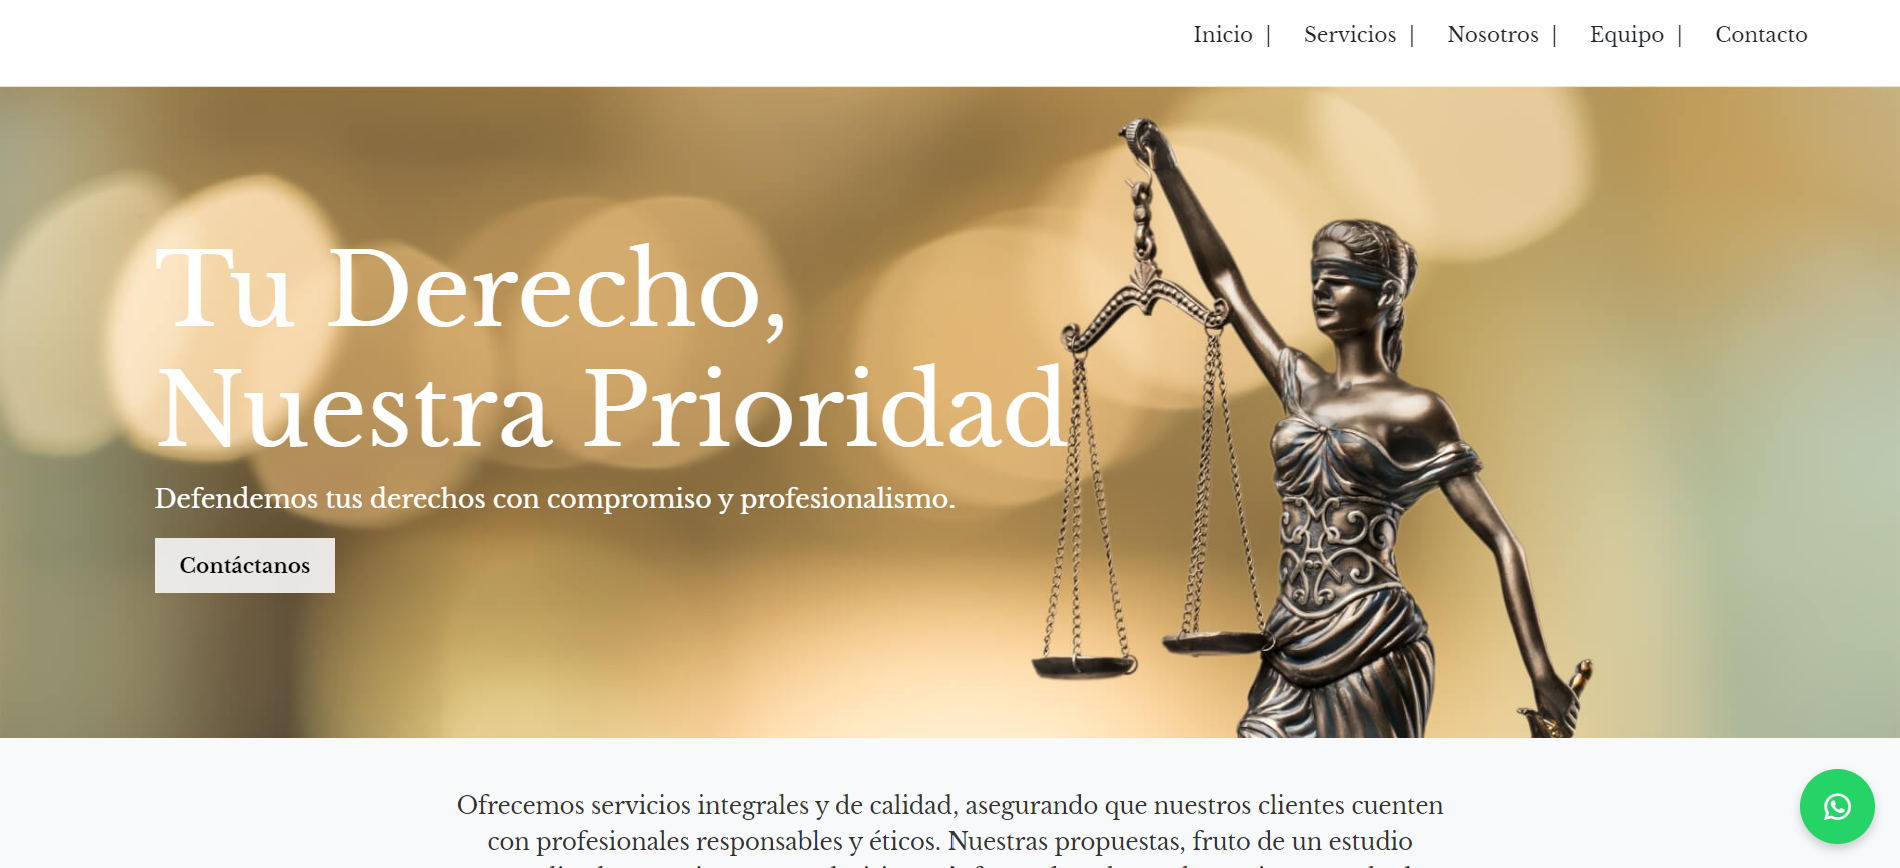 Inicio | Servicios | Nosotros | Equipo | Contacto
Tu Derecho,
Nuestra Prioridad
Defendemos tus derechos con compromiso y profesionalismo.
Contáctanos
Ofrecemos servicios integrales y de calidad, asegurando que nuestros clientes cuenten
con profesionales responsables y éticos. Nuestras propuestas, fruto de un estudio